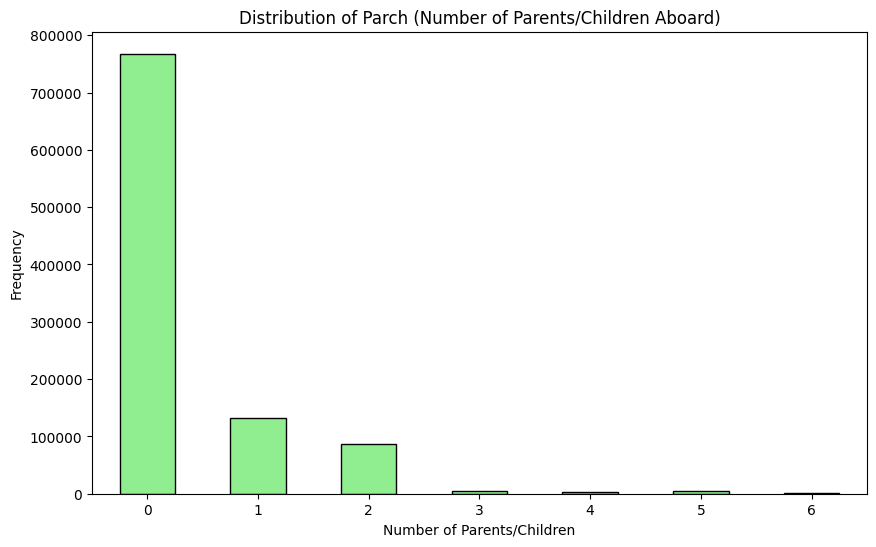 Distribution of Parch (Number of Parents/Children Aboard)
800000
700000
600000
500000
400000
300000
200000
100000
0
Frequency
0 1 2 3 4 5 6
Number of Parents/Children